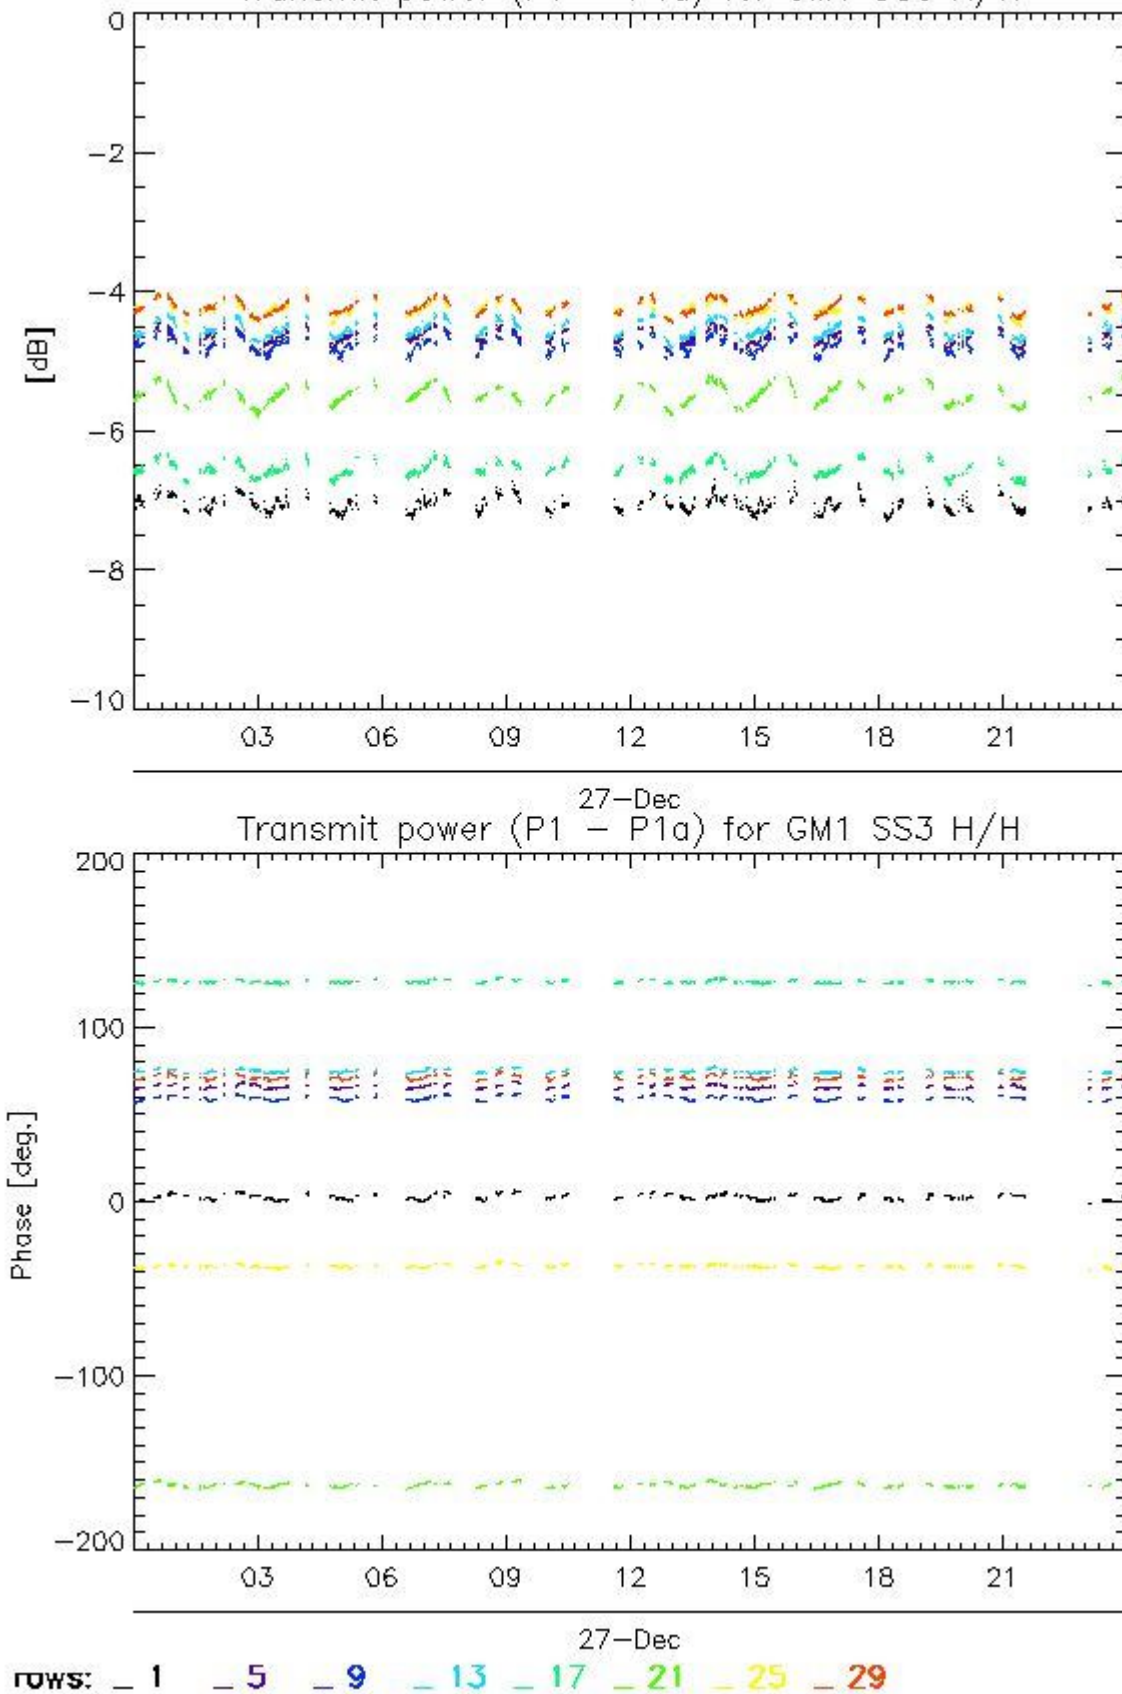 0
−2
−4
−6
−8
−10
[dB]
03 06 09 12 15 18 21
27−Dec
Transmit power (P1 − P1a) for GM1 SS3 H/H
200
100
0
−100
−200
Phase [deg.]
03 06 09 12 15 18 21
27−Dec
rows: _ 1 _ 5 _ 9 _ 13 _ 17 _ 21 _ 25 _ 29